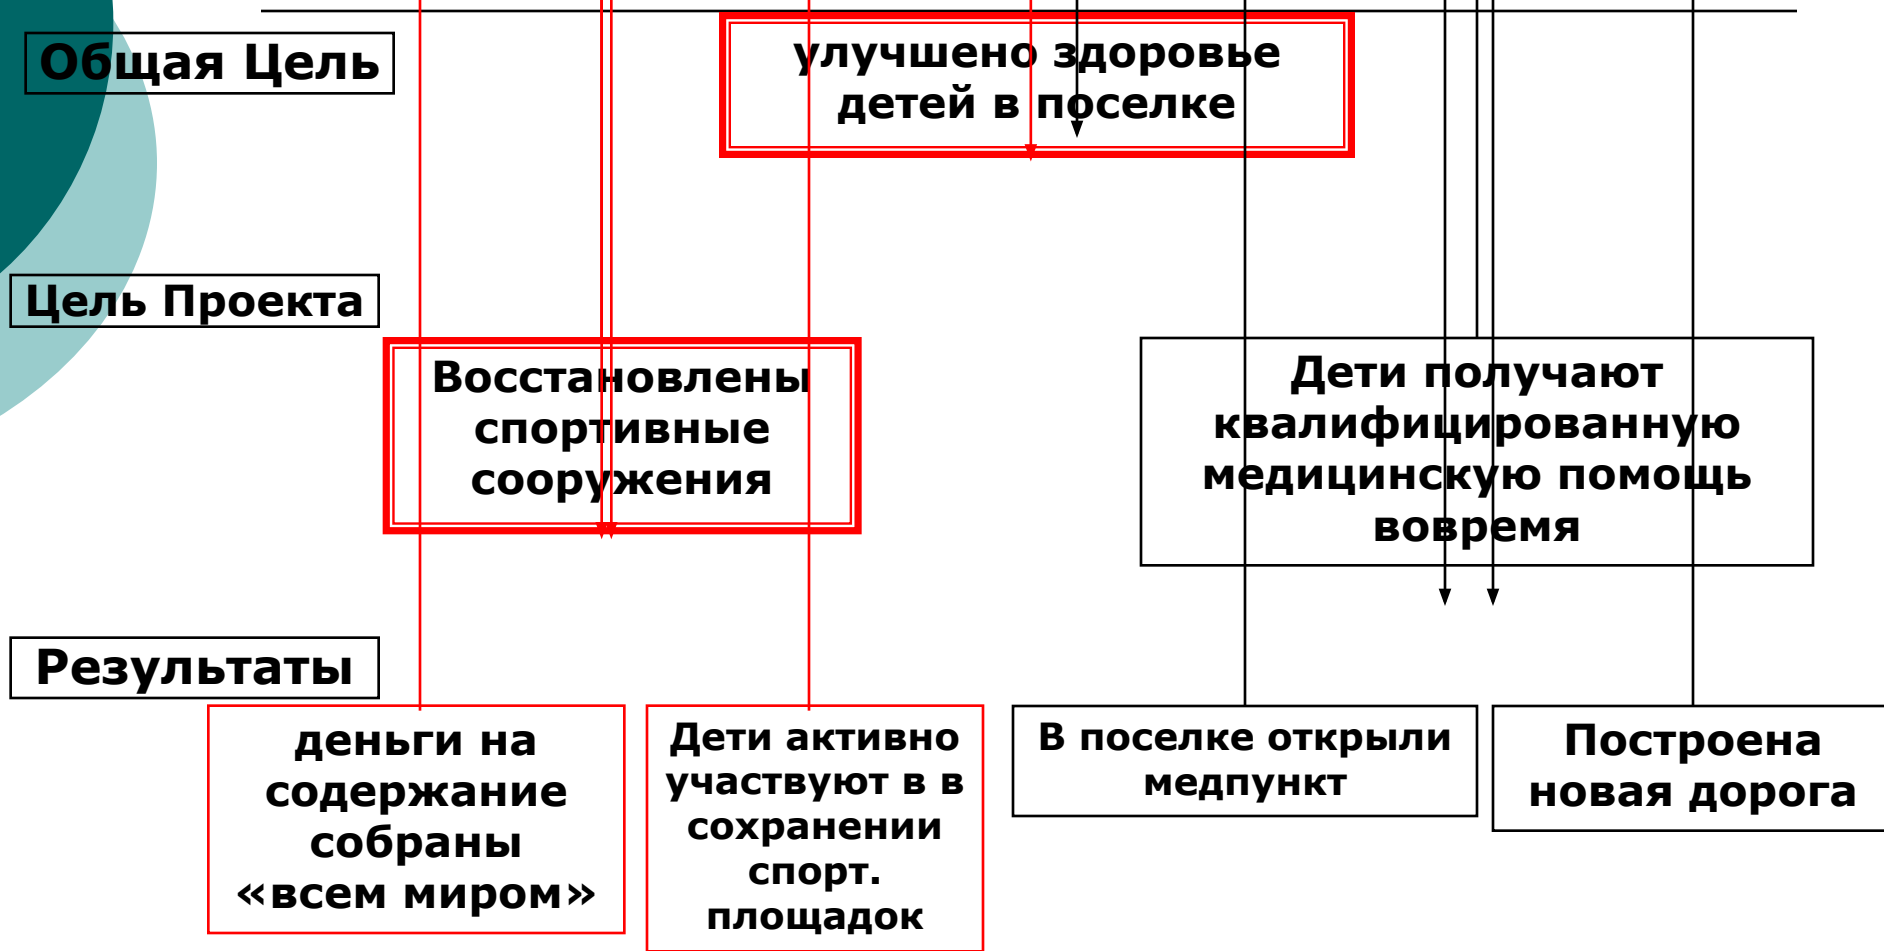 Общая Цель
улучшено здоровье
детей в поселке
Цель Проекта
Восстановлены
спортивные
сооружения
Дети получают
квалифицированную
медицинскую помощь
вовремя
Результаты
деньги на
содержание
собраны
«всем миром»
Дети активно
участвуют в в
сохранении
спорт.
площадок
В поселке открыли
медпункт
Построена
новая дорога